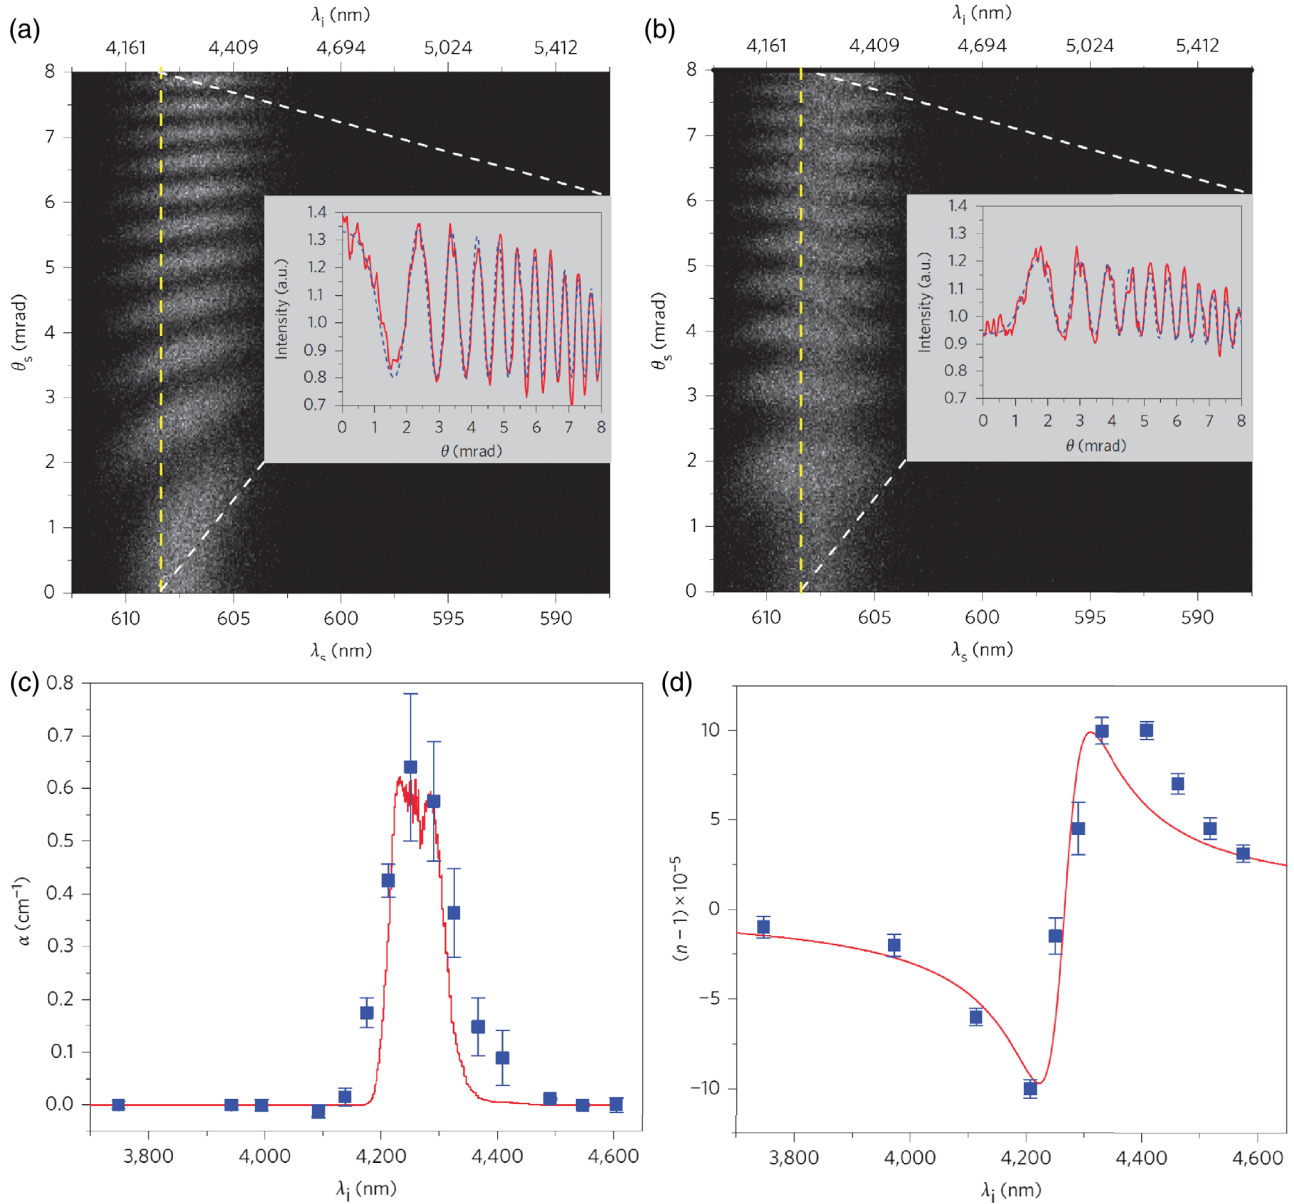 (a)
λi (nm)
4,161 4,409 4,694 5,024 5,412
8
7
6
5
4
3
2
1
0
θs (mrad)
1.4
1.3
1.2
1.1
1.0
0.9
0.8
0.7
Intensity (a.u.)
0 1 2 3 4 5 6 7 8
θ (mrad)
610 605 600 595 590
λs (nm)
(b)
λi (nm)
4,161 4,409 4,694 5,024 5,412
8
7
6
5
4
3
2
1
0
θs (mrad)
1.4
1.3
1.2
1.1
1.0
0.9
0.8
0.7
Intensity (a.u.)
0 1 2 3 4 5 6 7 8
θ (mrad)
610 605 600 595 590
λs (nm)
(c)
0.8
0.7
0.6
0.5
0.4
0.3
0.2
0.1
0.0
α (cm⁻¹)
3,800 4,000 4,200 4,400 4,600
λi (nm)
(d)
10
5
0
−5
−10
(n − 1) × 10⁻⁵
3,800 4,000 4,200 4,400 4,600
λi (nm)